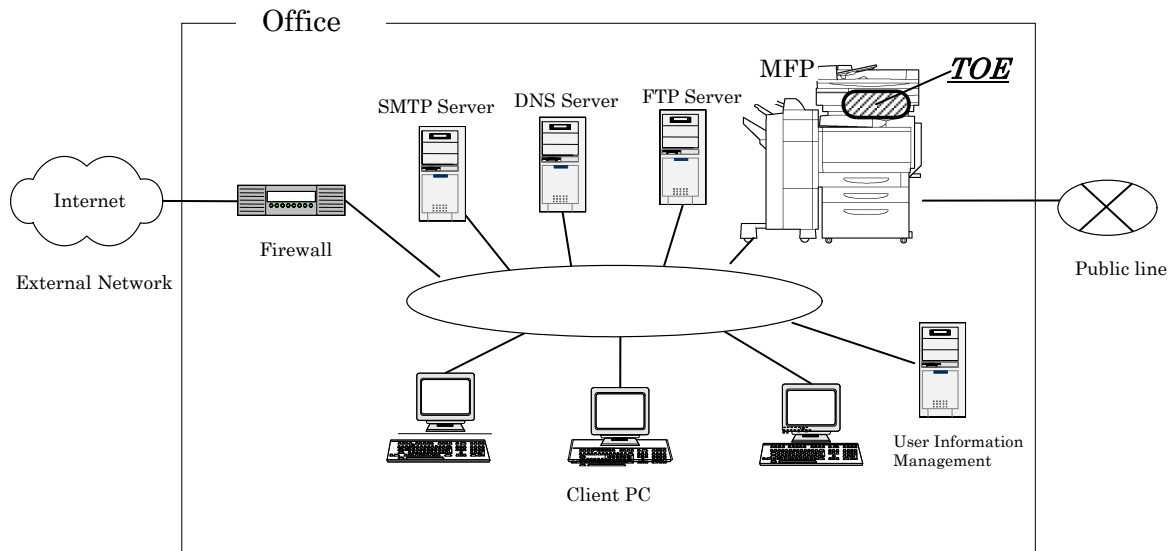 Office
MFP
TOE
SMTP Server
DNS Server
FTP Server
Internet
Firewall
External Network
Public line
User Information
Management
Client PC